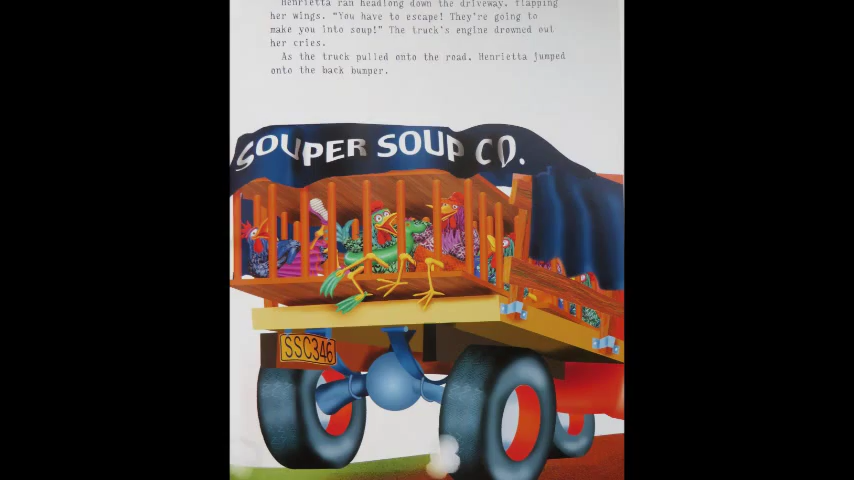 Henrietta ran headlong down the driveway, flapping
her wings. "You have to escape! They're going to
make you into soup!" The truck's engine drowned out
her cries.
As the truck pulled onto the road, Henrietta jumped
onto the back bumper.
SOUPER SOUP CO.
SSC346